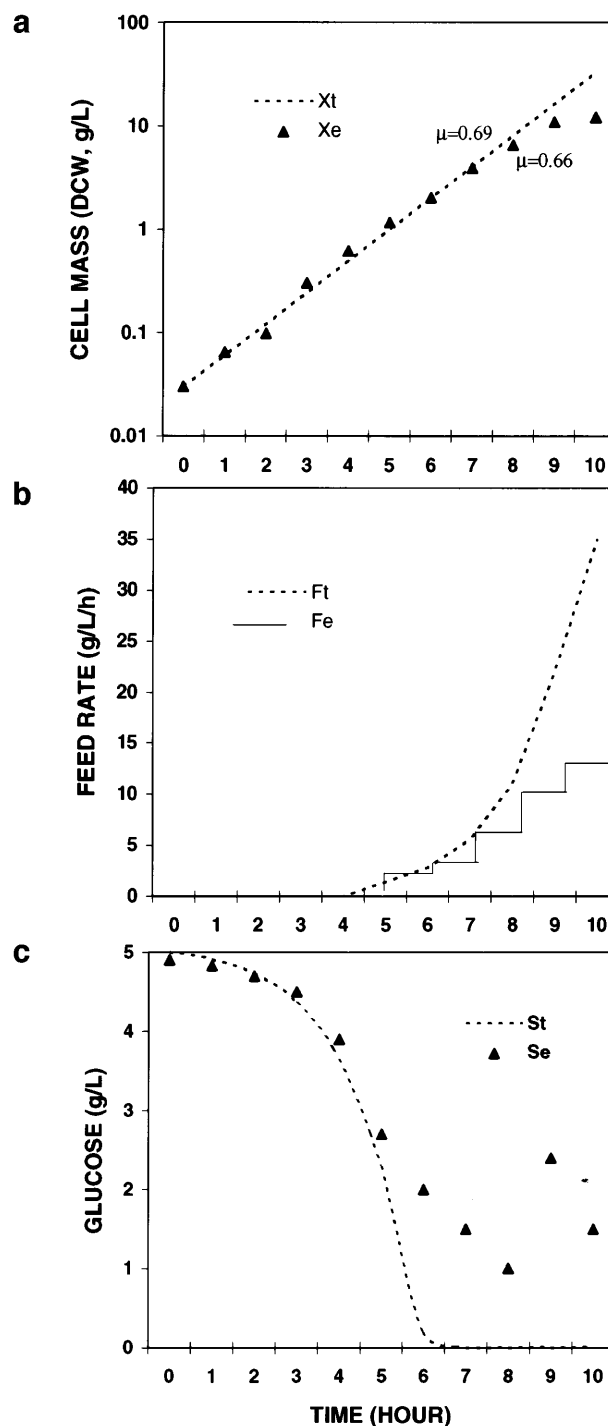 a
CELL MASS (DCW, g/L)
100
10
1
0.1
0.01
Xt
Xe
μ=0.69
μ=0.66
0 1 2 3 4 5 6 7 8 9 10
b
FEED RATE (g/L/h)
40
35
30
25
20
15
10
5
0
Ft
Fe
0 1 2 3 4 5 6 7 8 9 10
c
GLUCOSE (g/L)
5
4
3
2
1
0
St
Se
0 1 2 3 4 5 6 7 8 9 10
TIME (HOUR)